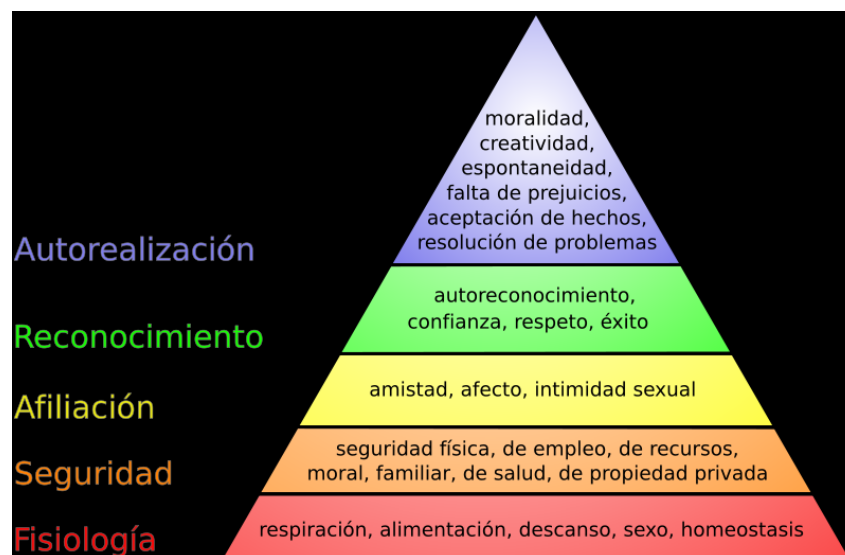 moralidad,
creatividad,
espontaneidad,
falta de prejuicios,
aceptación de hechos,
resolución de problemas
Autorealización
autoreconocimiento,
confianza, respeto, éxito
Reconocimiento
amistad, afecto, intimidad sexual
Afiliación
seguridad física, de empleo, de recursos,
moral, familiar, de salud, de propiedad privada
Seguridad
respiración, alimentación, descanso, sexo, homeostasis
Fisiología